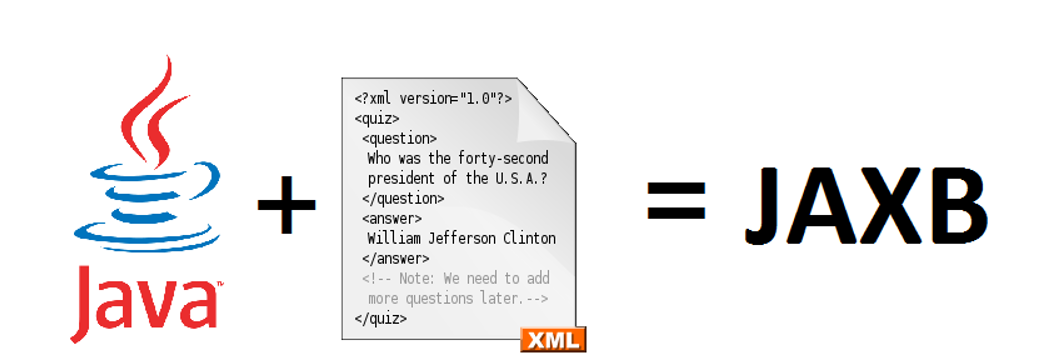 Java™
+
<?xml version="1.0"?>
<quiz>
<question>
Who was the forty-second
president of the U.S.A.?
</question>
<answer>
William Jefferson Clinton
</answer>
<!-- Note: We need to add
more questions later.-->
</quiz>
XML
= JAXB